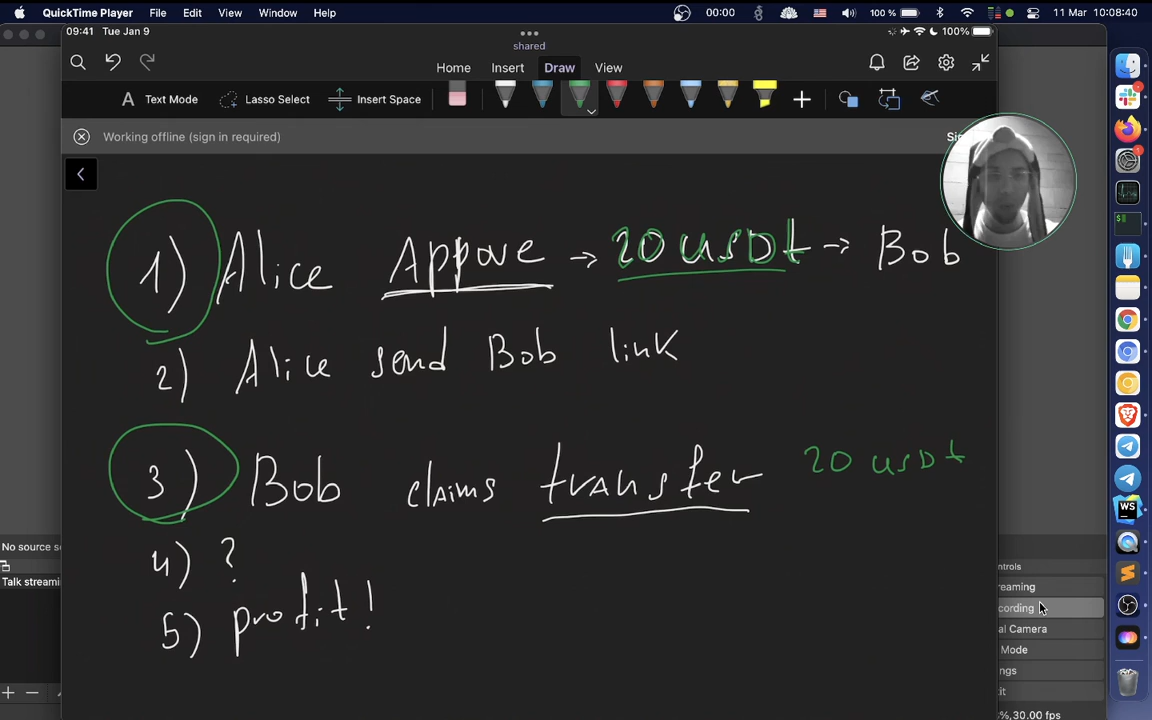 QuickTime Player File Edit View Window Help 00:00 100 % 11 Mar 10:08:40
09:41 Tue Jan 9 100%
shared
Home Insert Draw View
A Text Mode Lasso Select Insert Space
Working offline (sign in required)
1) Alice Appove → 20 USDt → Bob
2) Alice send Bob link
3) Bob claims transfer 20 USDt
4) ?
5) profit!
No source s
Talk streami
ntrols
reaming
cording
al Camera
Mode
ngs
it
%, 30.00 fps
WS